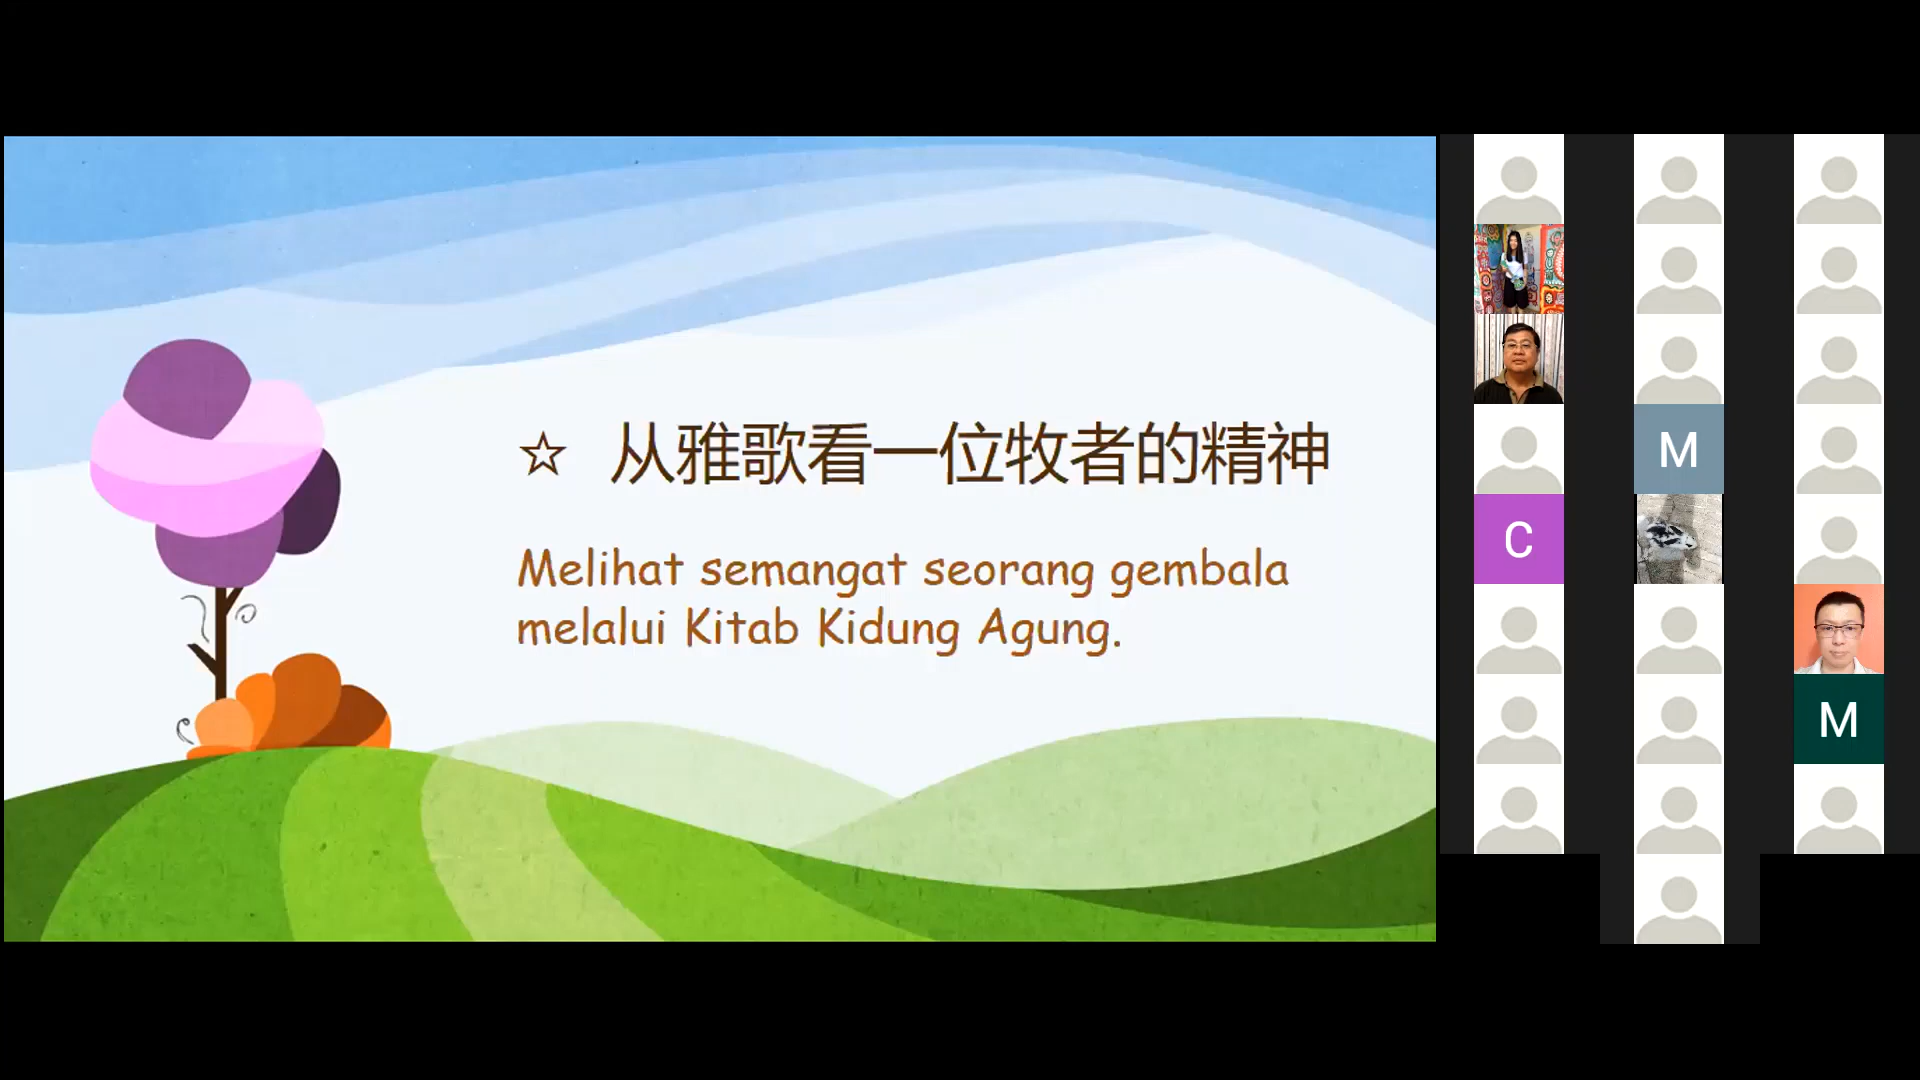 ☆ 从雅歌看一位牧者的精神
Melihat semangat seorang gembala
melalui Kitab Kidung Agung.
M
C
M